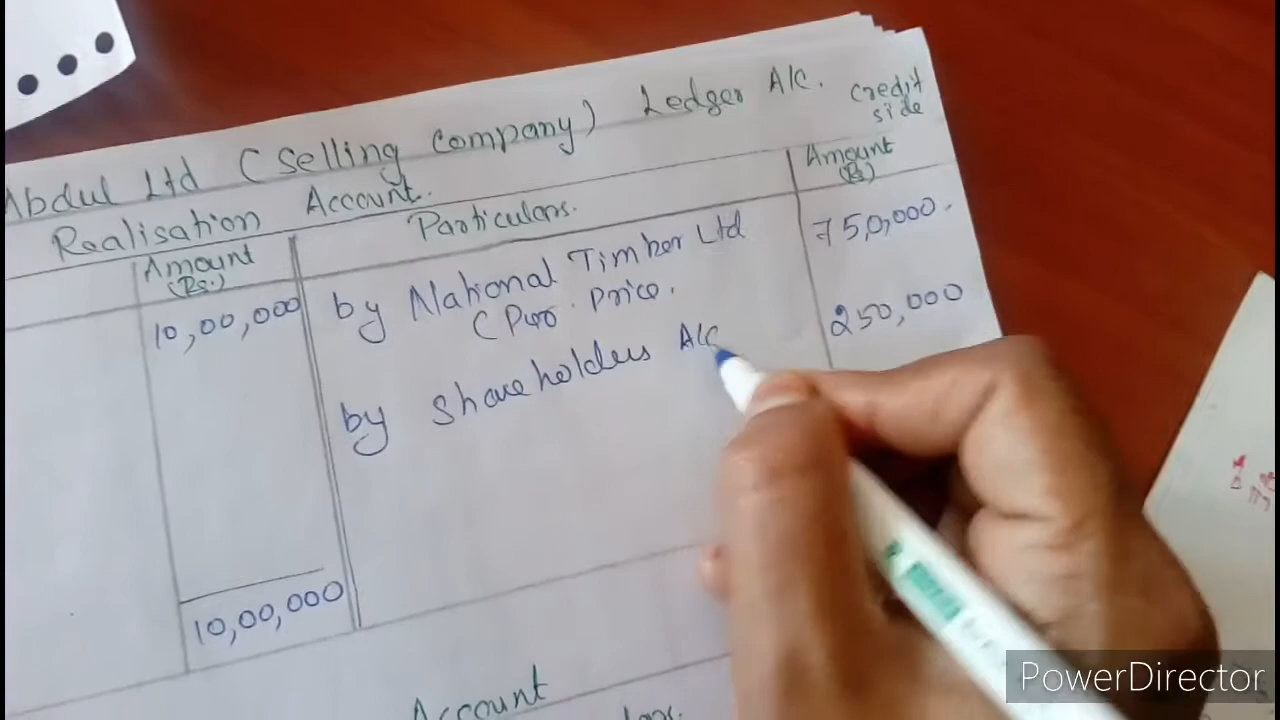 Abdul Ltd (Selling Company) Ledger A/c.
credit
side
Realisation Account.
Amount
(Rs.)
Particulars.
Amount
(Rs)
10,00,000
by National Timber Ltd
(Pur. Price.
750,000.
by Shareholders A/c
250,000
10,00,000
Account
PowerDirector